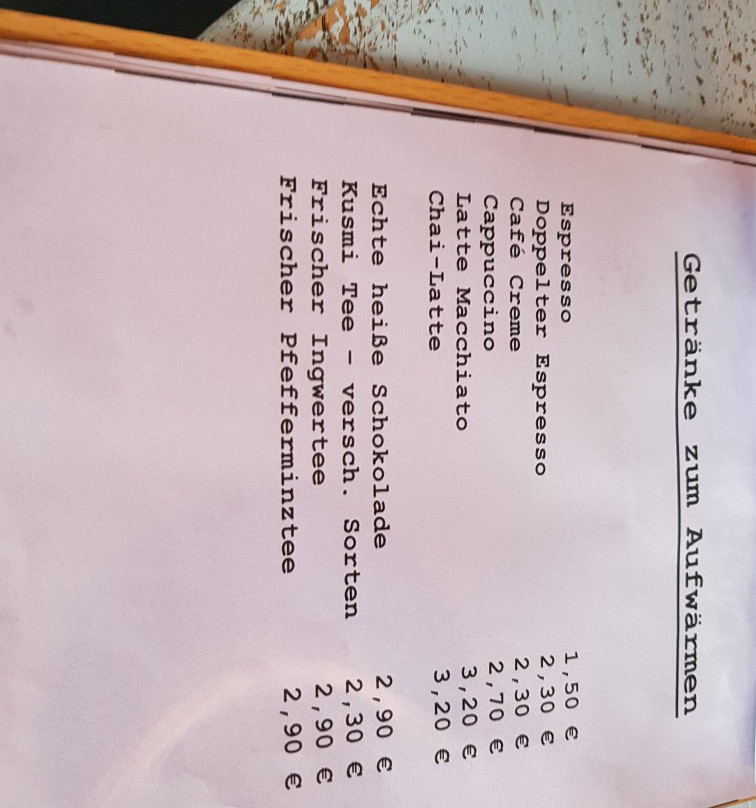 Getränke zum Aufwärmen
Espresso 1,50 €
Doppelter Espresso 2,30 €
Café Creme 2,30 €
Cappuccino 2,70 €
Latte Macchiato 3,20 €
Chai-Latte 3,20 €
Echte heiße Schokolade 2,90 €
Kusmi Tee - versch. Sorten 2,30 €
Frischer Ingwertee 2,90 €
Frischer Pfefferminztee 2,90 €